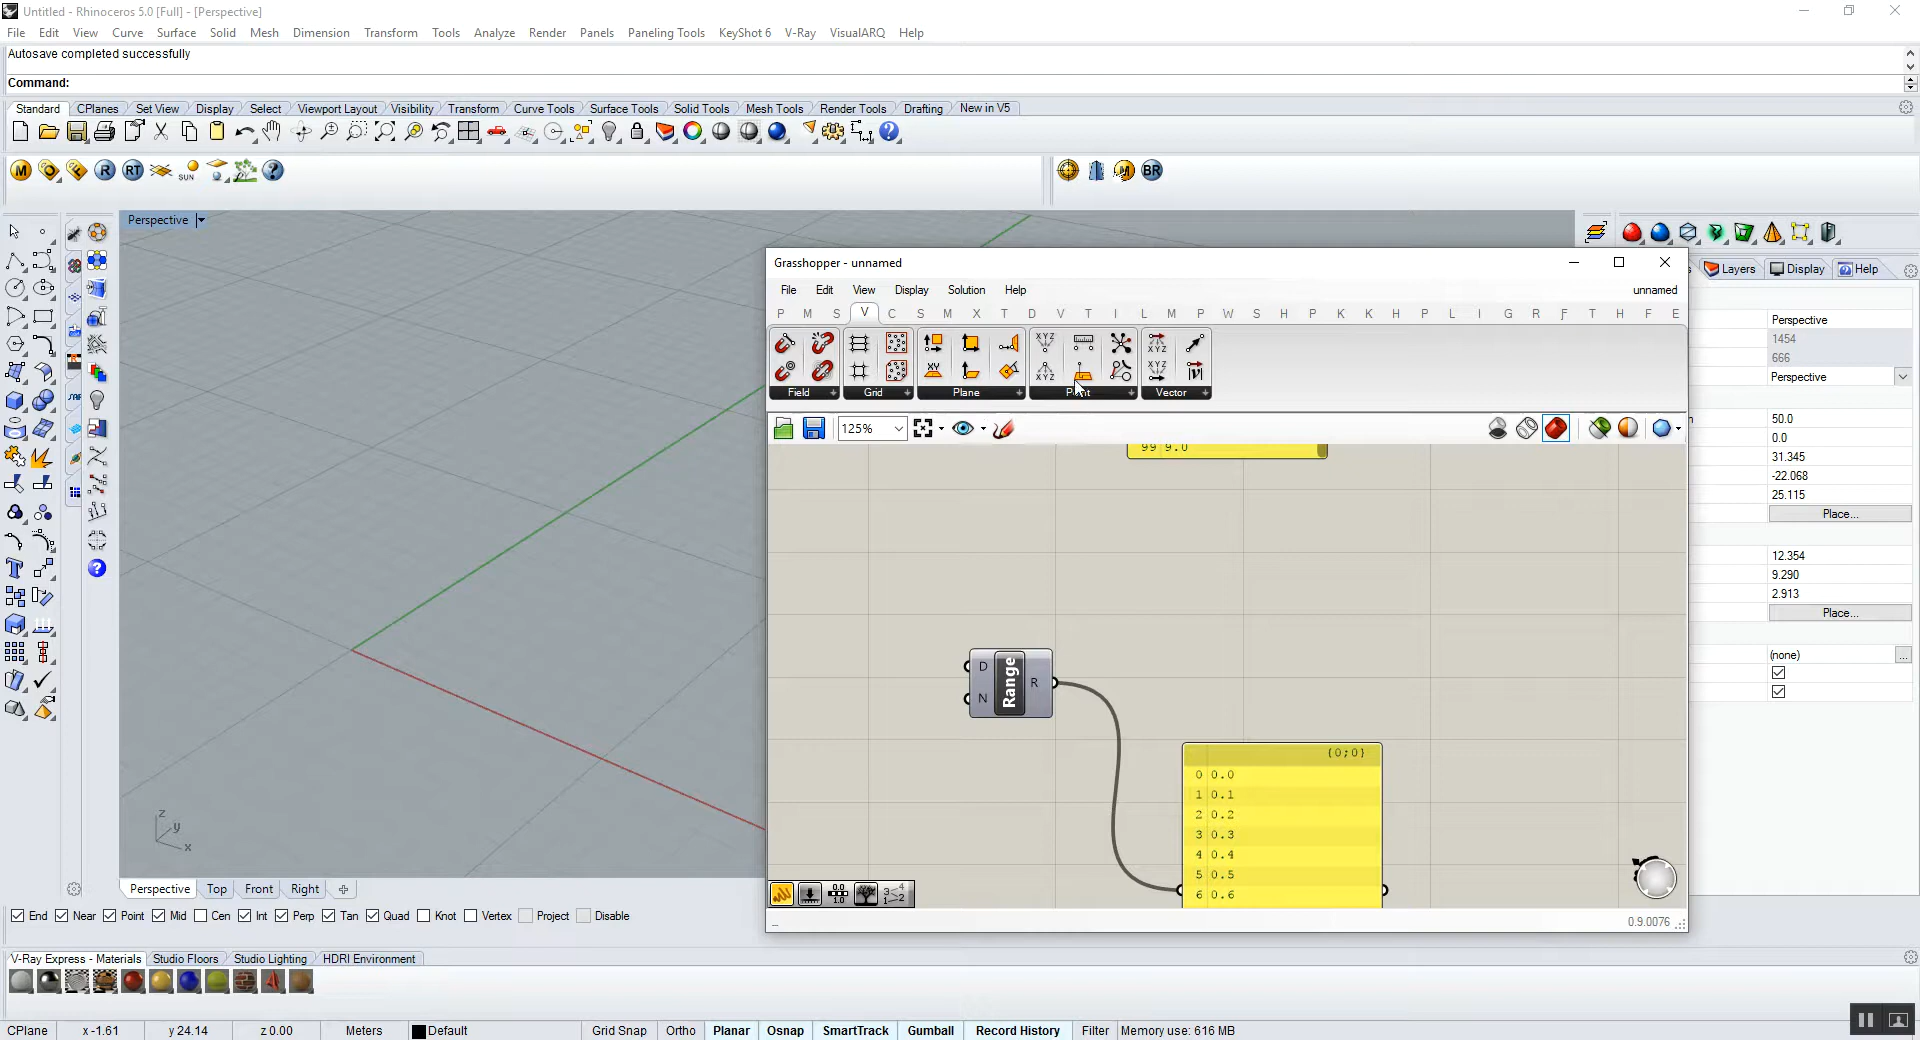 Untitled - Rhinoceros 5.0 [Full] - [Perspective]
File Edit View Curve Surface Solid Mesh Dimension Transform Tools Analyze Render Panels Paneling Tools KeyShot 6 V-Ray VisualARQ Help
Autosave completed successfully
Command:
Standard CPlanes Set View Display Select Viewport Layout Visibility Transform Curve Tools Surface Tools Solid Tools Mesh Tools Render Tools Drafting New in V5
M O F R RT SUN ? M BR
Perspective
Grasshopper - unnamed
Layers Display Help
File Edit View Display Solution Help unnamed
P M S V C S M X T D V T I L M P W S H P K K H P L I G R F T H F E
Perspective
1454
666
Perspective
Field Grid Plane Vector
125%
50.0
0.0
31.345
-22.068
25.115
Place...
99 9.0
12.354
9.290
2.913
Place...
(none) ...
D N Range R
{0;0}
0 0.0
1 0.1
2 0.2
3 0.3
4 0.4
5 0.5
6 0.6
z y x
Perspective Top Front Right
End Near Point Mid Cen Int Perp Tan Quad Knot Vertex Project Disable
0.9.0076
V-Ray Express - Materials Studio Floors Studio Lighting HDRI Environment
CPlane x -1.61 y 24.14 z 0.00 Meters Default Grid Snap Ortho Planar Osnap SmartTrack Gumball Record History Filter Memory use: 616 MB